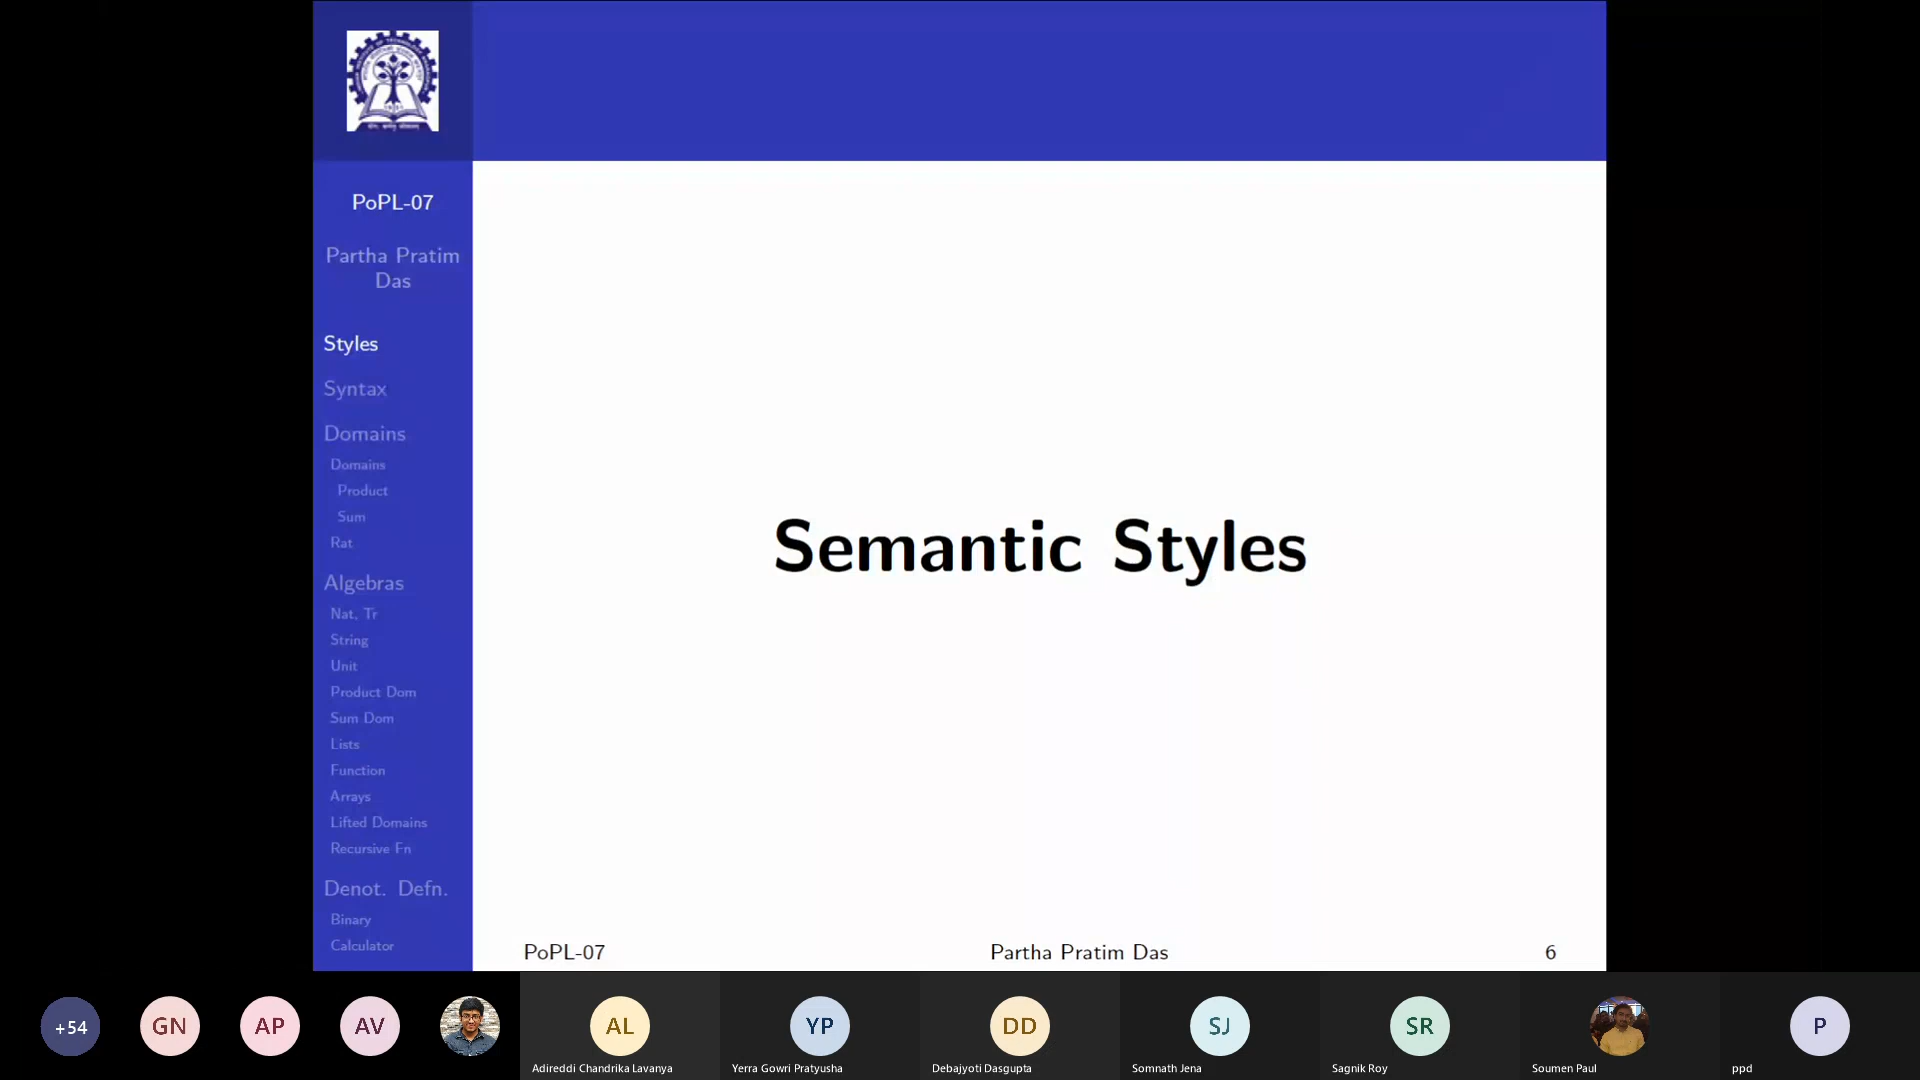 PoPL-07
Partha Pratim
Das
Styles
Syntax
Domains
Domains
Product
Sum
Rat
Algebras
Nat, Tr
String
Unit
Product Dom
Sum Dom
Lists
Function
Arrays
Lifted Domains
Recursive Fn
Denot. Defn.
Binary
Calculator
Semantic Styles
PoPL-07 Partha Pratim Das 6
+54 GN AP AV AL YP DD SJ SR P
Adireddi Chandrika Lavanya Yerra Gowri Pratyusha Debajyoti Dasgupta Somnath Jena Sagnik Roy Soumen Paul ppd